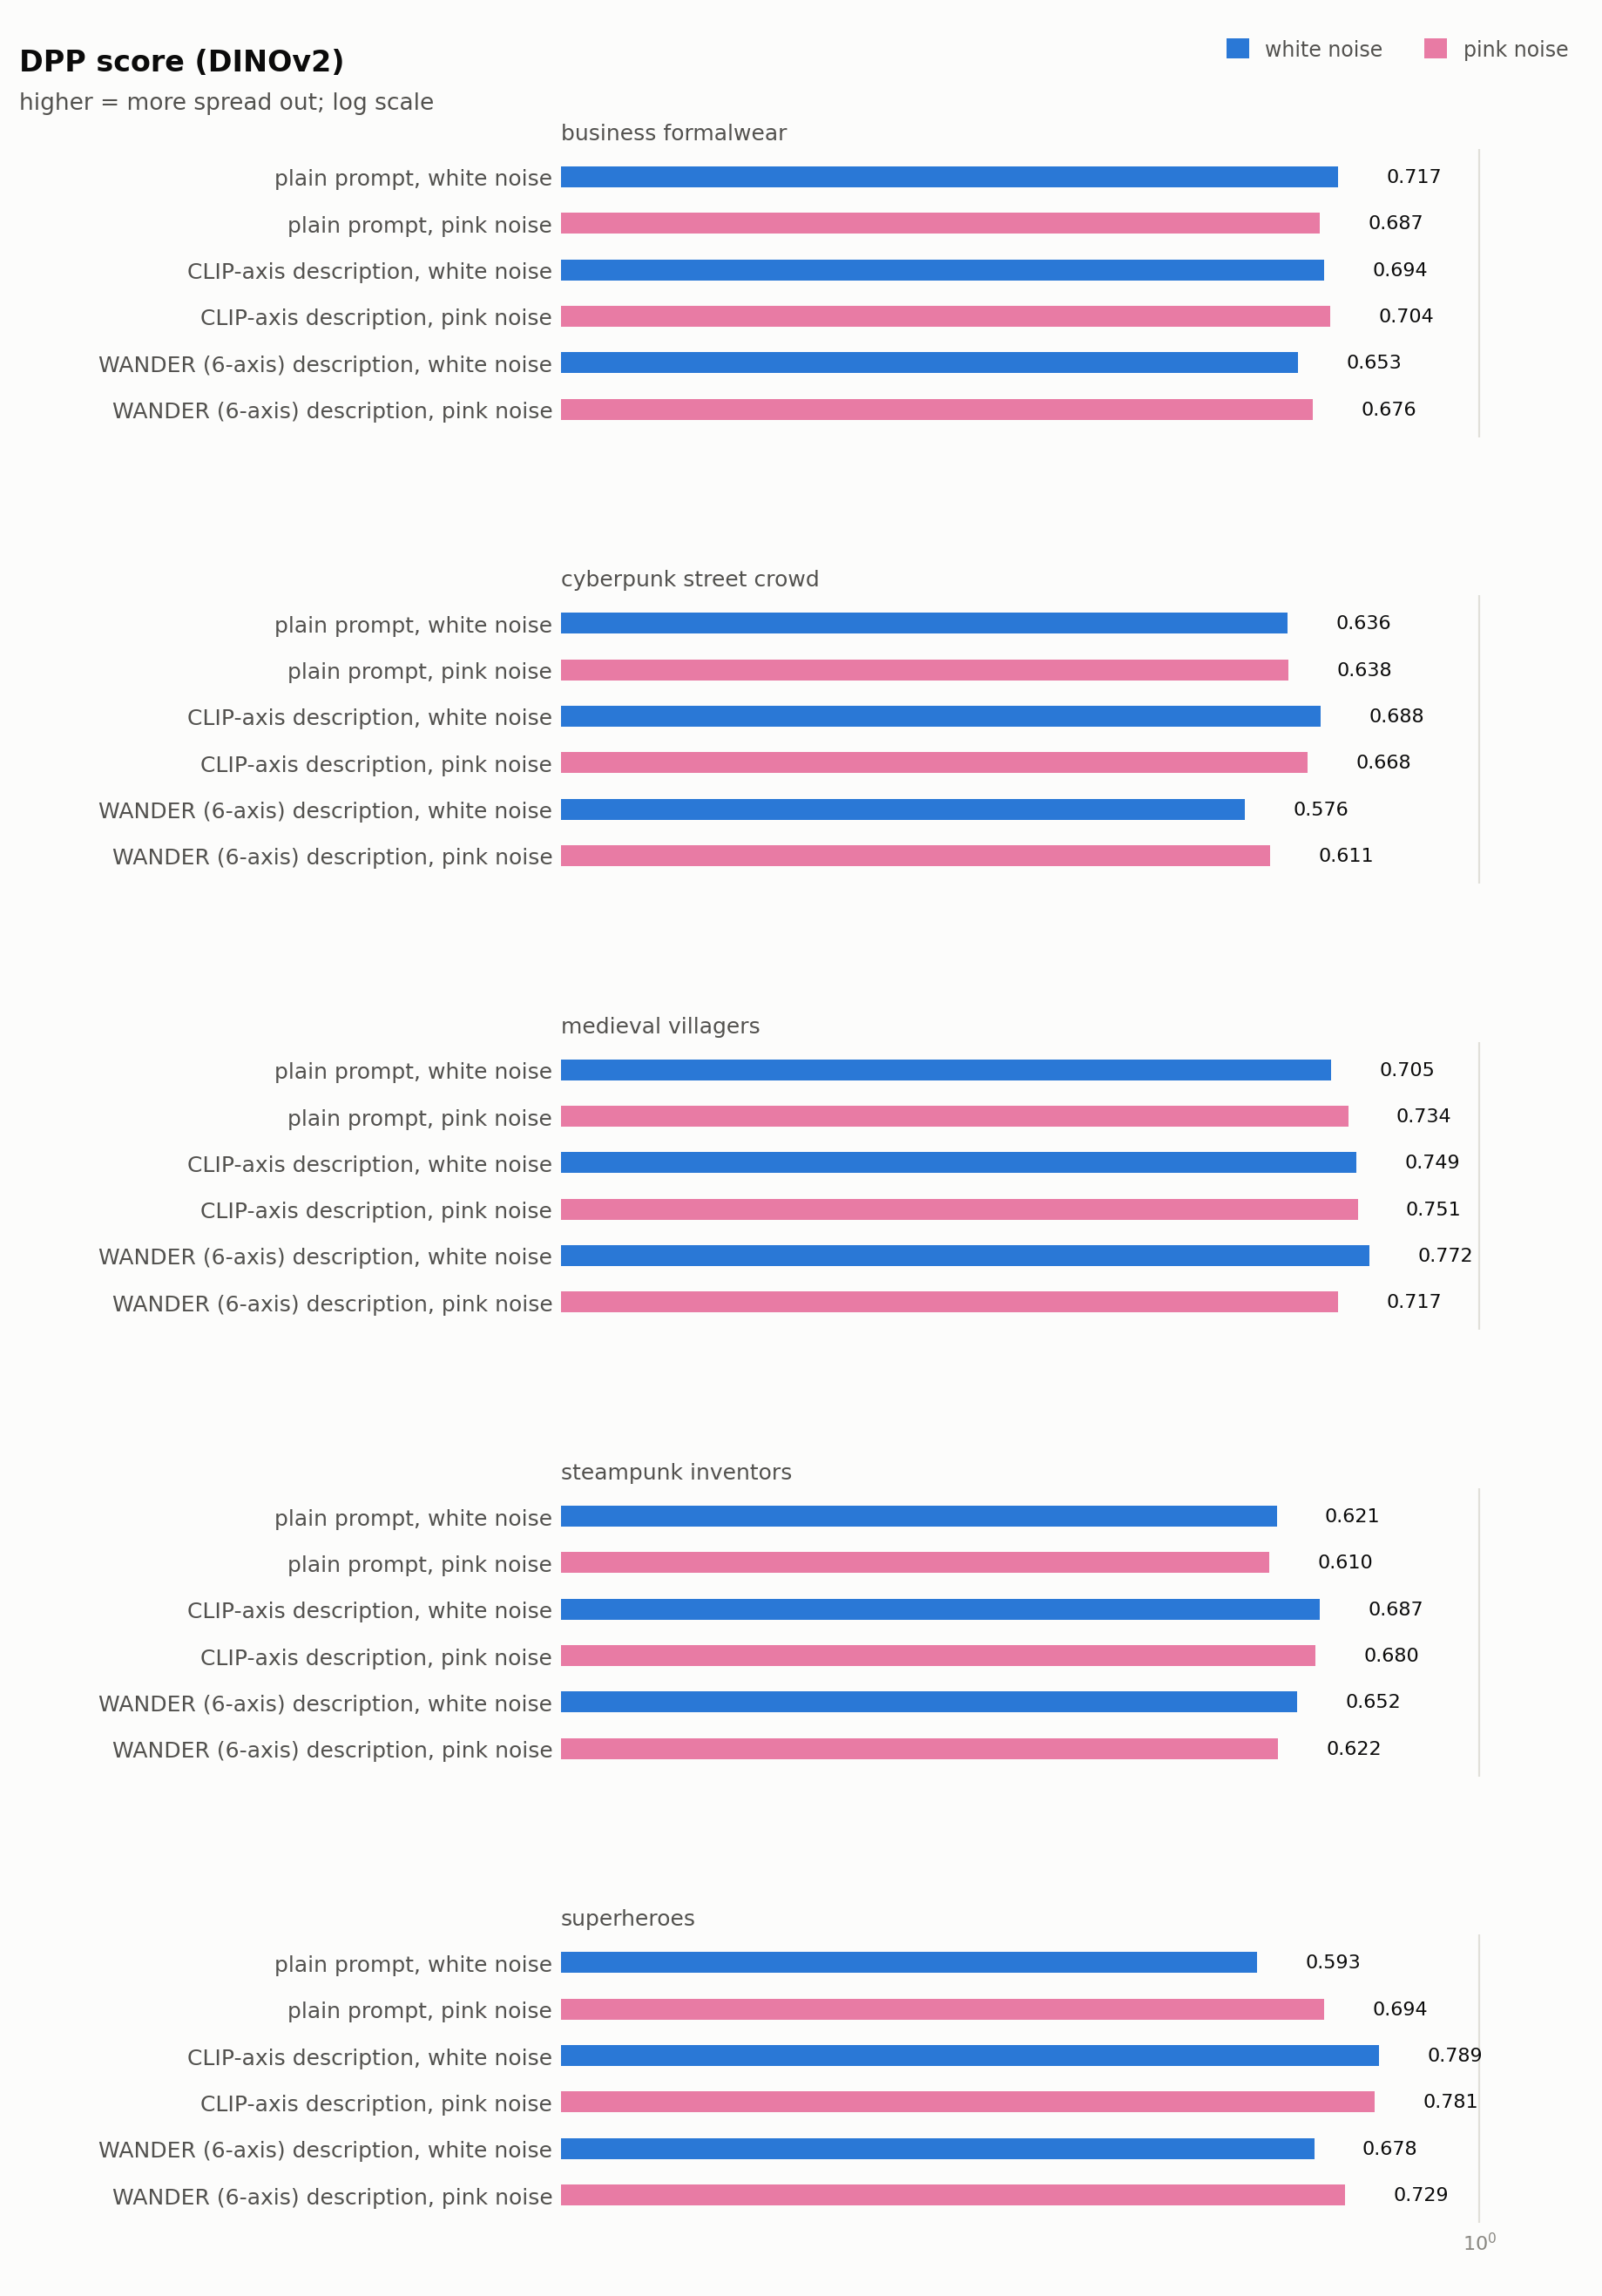 DPP score (DINOv2)
higher = more spread out; log scale
white noise
pink noise
business formalwear
plain prompt, white noise 0.717
plain prompt, pink noise 0.687
CLIP-axis description, white noise 0.694
CLIP-axis description, pink noise 0.704
WANDER (6-axis) description, white noise 0.653
WANDER (6-axis) description, pink noise 0.676
cyberpunk street crowd
plain prompt, white noise 0.636
plain prompt, pink noise 0.638
CLIP-axis description, white noise 0.688
CLIP-axis description, pink noise 0.668
WANDER (6-axis) description, white noise 0.576
WANDER (6-axis) description, pink noise 0.611
medieval villagers
plain prompt, white noise 0.705
plain prompt, pink noise 0.734
CLIP-axis description, white noise 0.749
CLIP-axis description, pink noise 0.751
WANDER (6-axis) description, white noise 0.772
WANDER (6-axis) description, pink noise 0.717
steampunk inventors
plain prompt, white noise 0.621
plain prompt, pink noise 0.610
CLIP-axis description, white noise 0.687
CLIP-axis description, pink noise 0.680
WANDER (6-axis) description, white noise 0.652
WANDER (6-axis) description, pink noise 0.622
superheroes
plain prompt, white noise 0.593
plain prompt, pink noise 0.694
CLIP-axis description, white noise 0.789
CLIP-axis description, pink noise 0.781
WANDER (6-axis) description, white noise 0.678
WANDER (6-axis) description, pink noise 0.729
10⁰